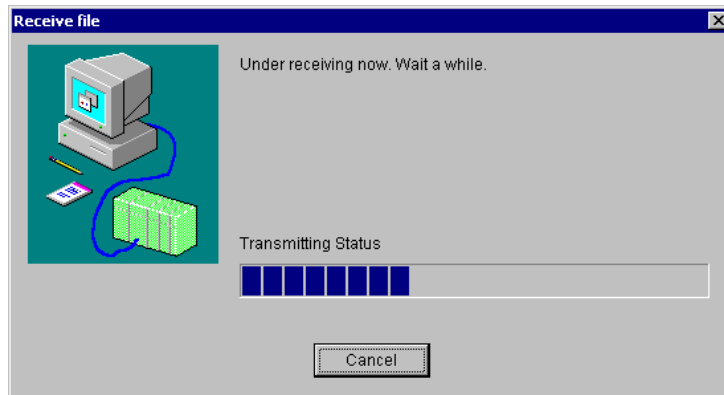 Receive file
Under receiving now. Wait a while.
Transmitting Status
Cancel